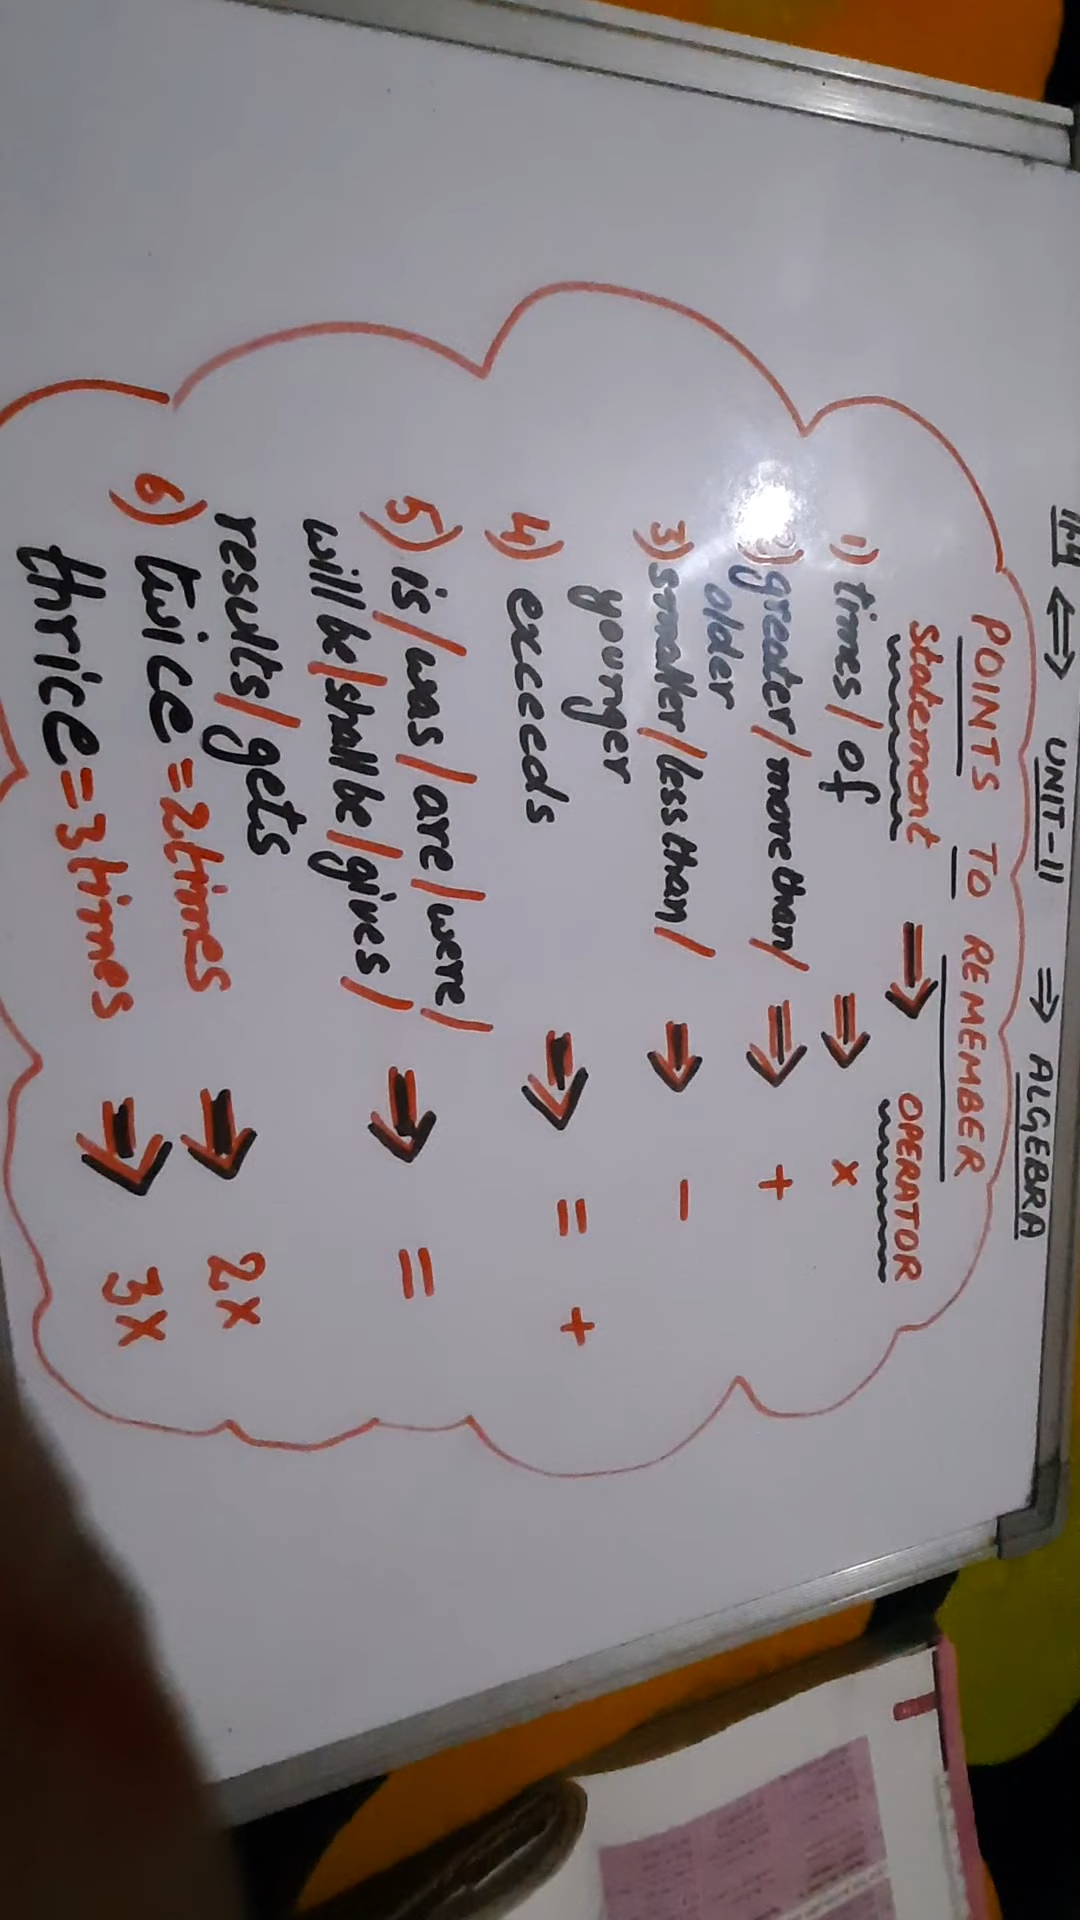 11.4 ⇔ UNIT-11 ⇒ ALGEBRA
POINTS TO REMEMBER
Statement ⇒ OPERATOR
1) times/of ⇒ ×
2) greater/more than/ ⇒ +
older
3) smaller/less than/ ⇒ -
younger
4) exceeds ⇒ = +
5) is/was/are/were/
will be/shall be/gives/ ⇒ =
results/gets
6) twice = 2 times ⇒ 2×
thrice = 3 times ⇒ 3×